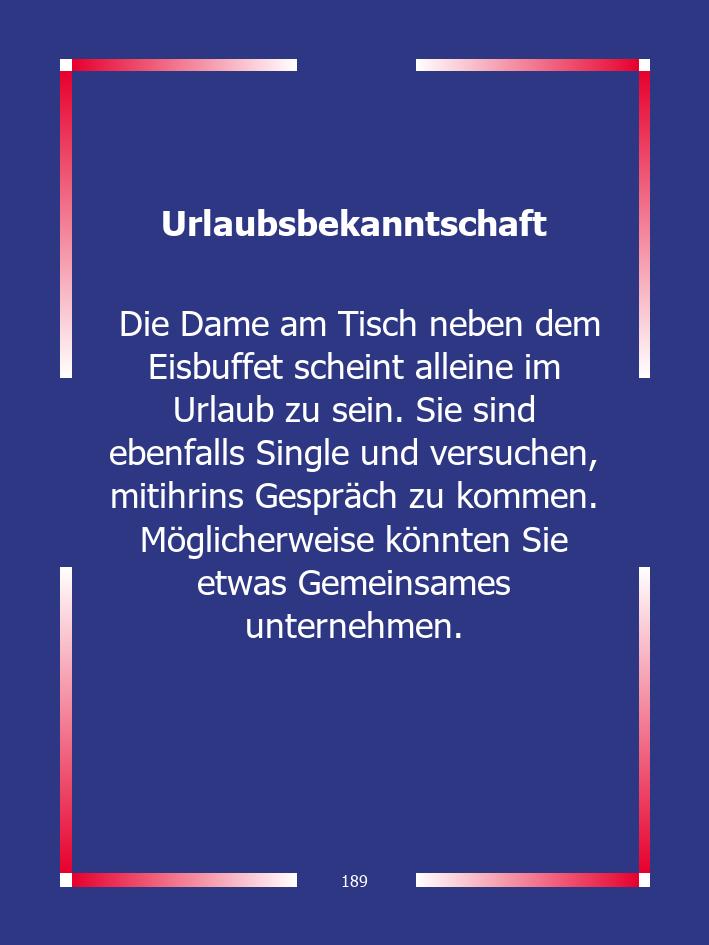 Urlaubsbekanntschaft
Die Dame am Tisch neben dem
Eisbuffet scheint alleine im
Urlaub zu sein. Sie sind
ebenfalls Single und versuchen,
mitihrins Gespräch zu kommen.
Möglicherweise könnten Sie
etwas Gemeinsames
unternehmen.
189